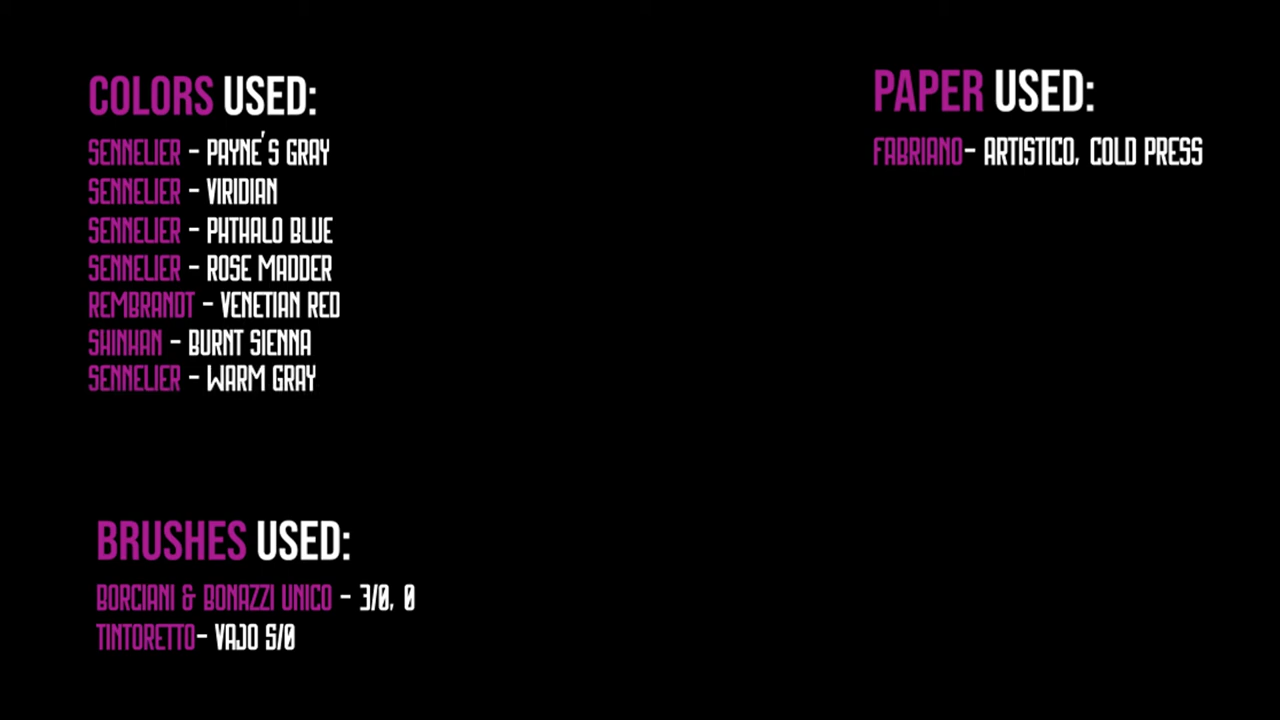 COLORS USED:
SENNELIER - PAYNE'S GRAY
SENNELIER - VIRIDIAN
SENNELIER - PHTHALO BLUE
SENNELIER - ROSE MADDER
REMBRANDT - VENETIAN RED
SHINHAN - BURNT SIENNA
SENNELIER - WARM GRAY
PAPER USED:
FABRIANO- ARTISTICO, COLD PRESS
BRUSHES USED:
BORCIANI & BONAZZI UNICO - 3/0, 0
TINTORETTO- VAJO 5/0